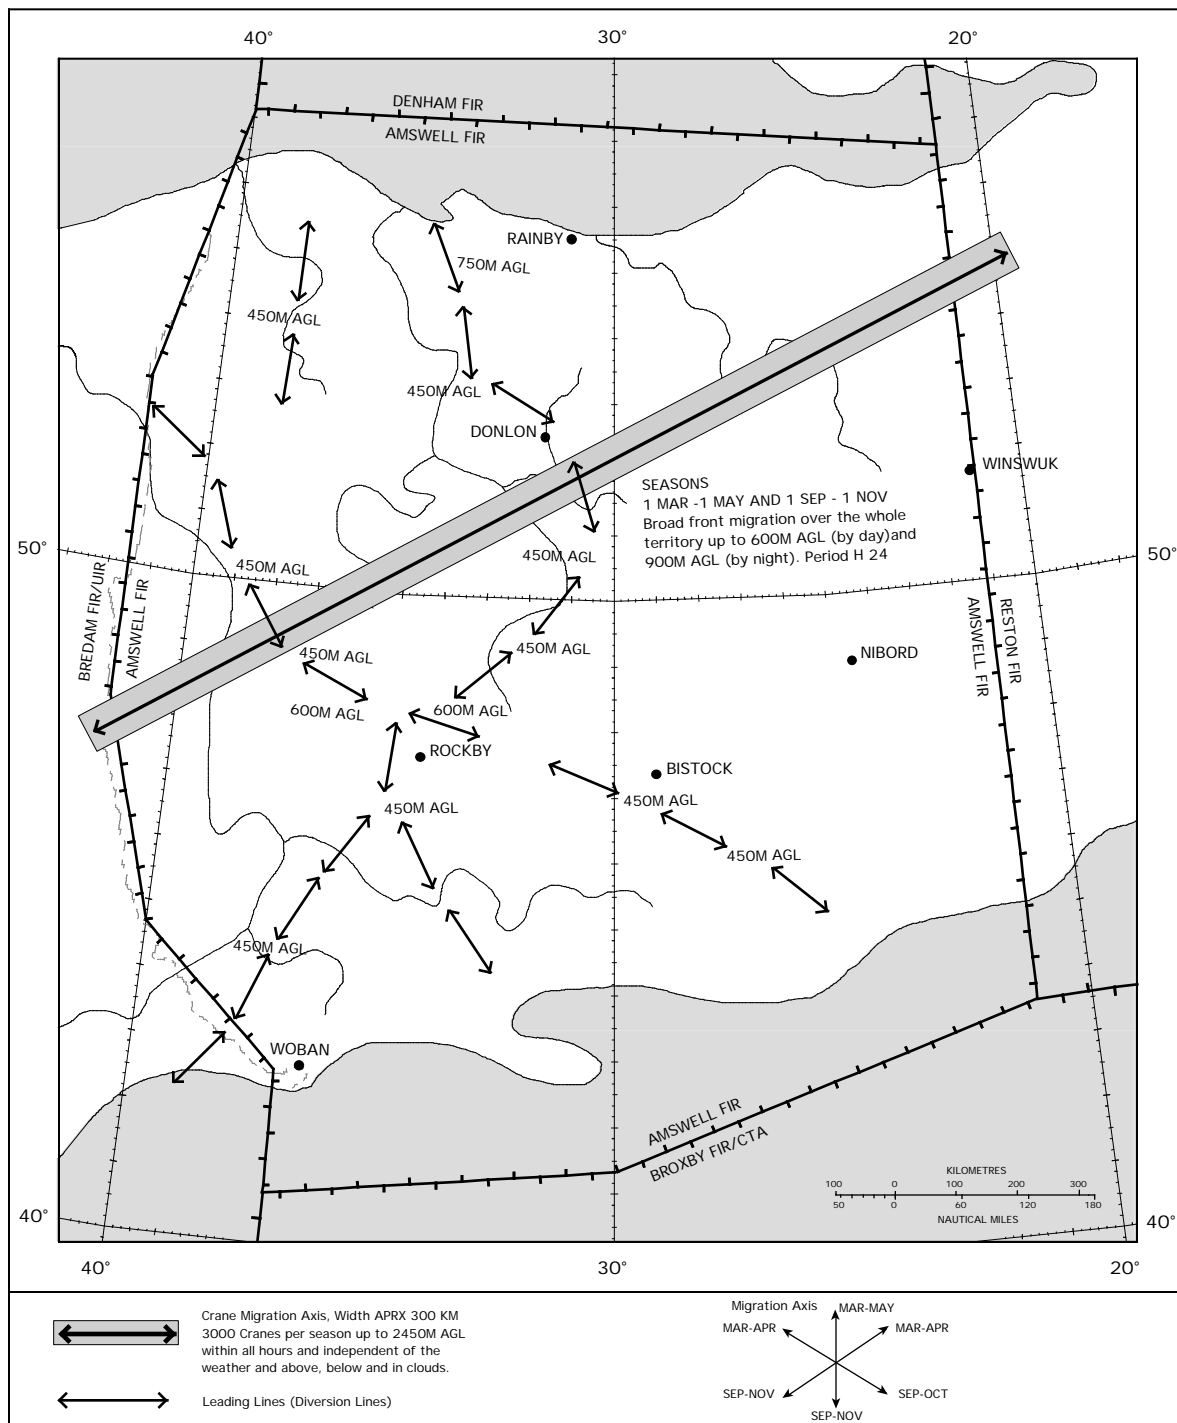 40°
30°
20°
DENHAM FIR
AMSWELL FIR
RAINBY
750M AGL
450M AGL
450M AGL
DONLON
WINSWUK
SEASONS
1 MAR -1 MAY AND 1 SEP - 1 NOV
Broad front migration over the whole
territory up to 600M AGL (by day)and
900M AGL (by night). Period H 24
50°
50°
450M AGL
450M AGL
BREDAM FIR/UIR
AMSWELL FIR
AMSWELL FIR
RESTON FIR
450M AGL
450M AGL
NIBORD
600M AGL
600M AGL
ROCKBY
BISTOCK
450M AGL
450M AGL
450M AGL
450M AGL
WOBAN
AMSWELL FIR
BROXBY FIR/CTA
KILOMETRES
100 0 100 200 300
50 0 60 120 180
NAUTICAL MILES
40°
40°
40°
30°
20°
Crane Migration Axis, Width APRX 300 KM
3000 Cranes per season up to 2450M AGL
within all hours and independent of the
weather and above, below and in clouds.
Leading Lines (Diversion Lines)
Migration Axis
MAR-MAY
MAR-APR
MAR-APR
SEP-NOV
SEP-OCT
SEP-NOV